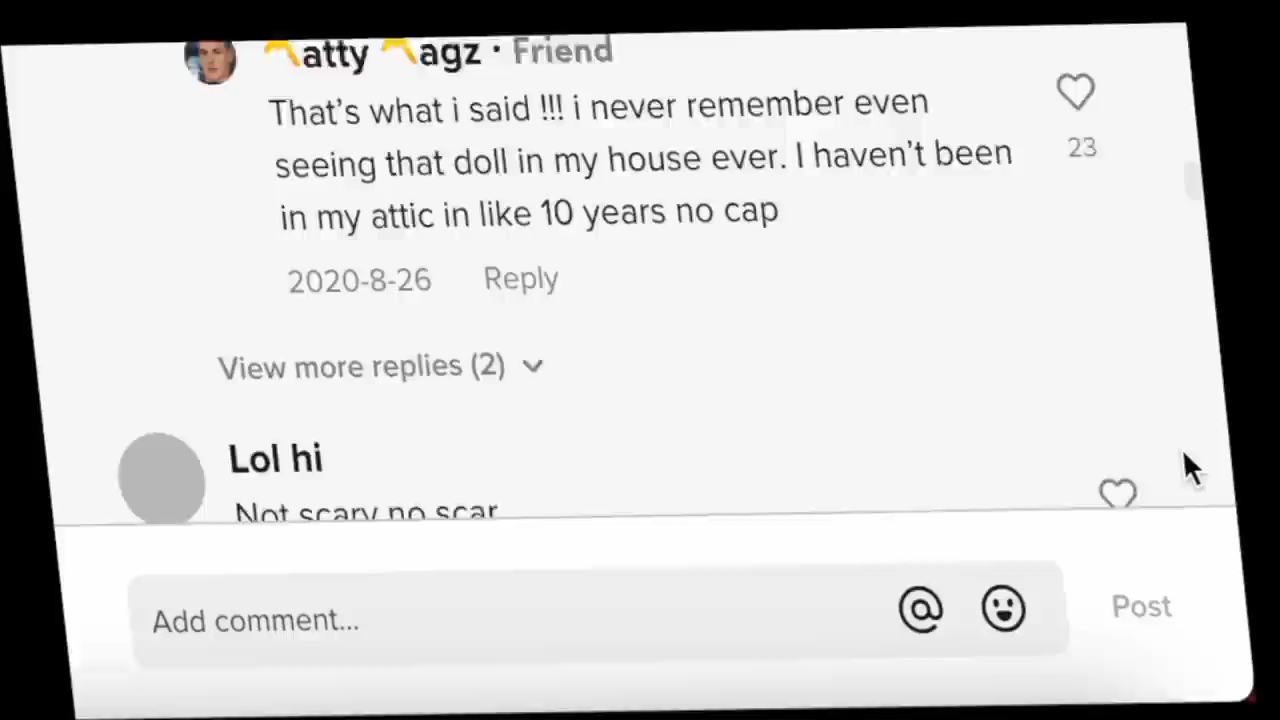 atty agz · Friend
That's what i said !!! i never remember even
seeing that doll in my house ever. I haven't been
in my attic in like 10 years no cap
23
2020-8-26 Reply
View more replies (2)
Lol hi
Not scary no scar
Add comment...
Post